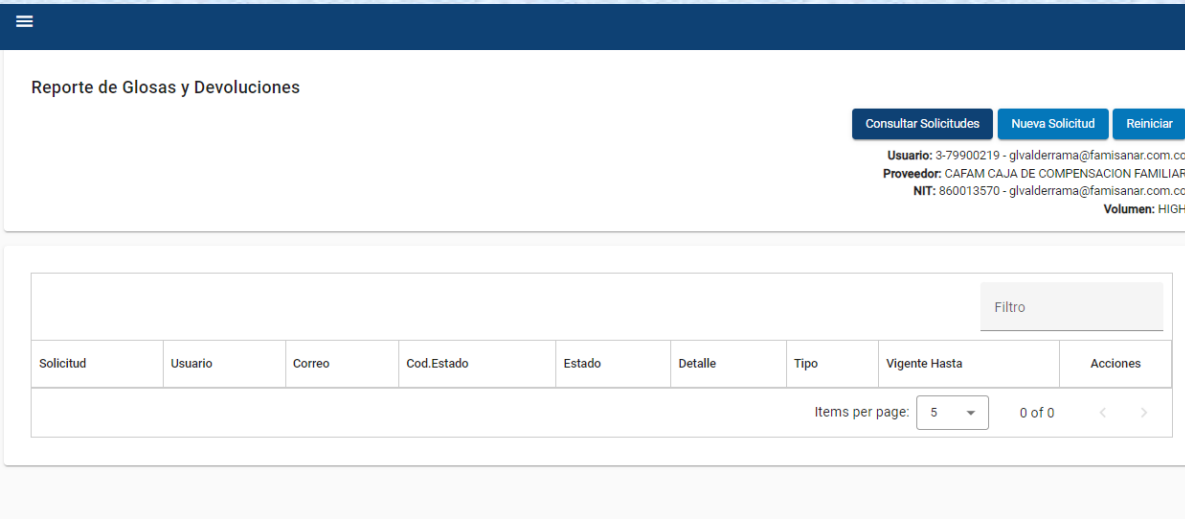 Reporte de Glosas y Devoluciones
Consultar Solicitudes Nueva Solicitud Reiniciar
Usuario: 3-79900219 - glvalderrama@famisanar.com.co
Proveedor: CAFAM CAJA DE COMPENSACION FAMILIAR
NIT: 860013570 - glvalderrama@famisanar.com.co
Volumen: HIGH
Filtro
Solicitud Usuario Correo Cod.Estado Estado Detalle Tipo Vigente Hasta Acciones
Items per page: 5 0 of 0